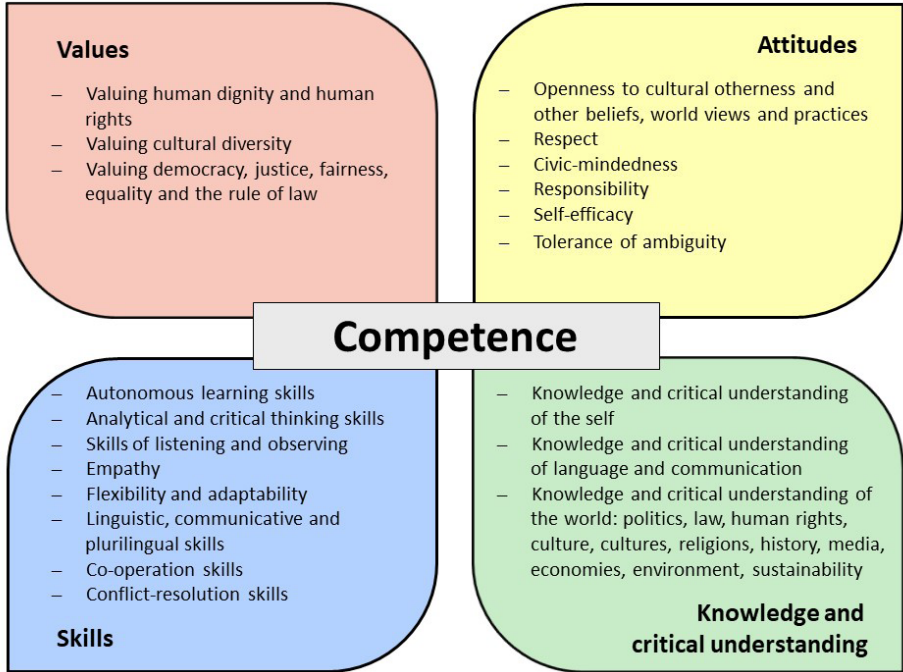 Values
– Valuing human dignity and human
rights
– Valuing cultural diversity
– Valuing democracy, justice, fairness,
equality and the rule of law
Attitudes
– Openness to cultural otherness and
other beliefs, world views and practices
– Respect
– Civic-mindedness
– Responsibility
– Self-efficacy
– Tolerance of ambiguity
Competence
– Autonomous learning skills
– Analytical and critical thinking skills
– Skills of listening and observing
– Empathy
– Flexibility and adaptability
– Linguistic, communicative and
plurilingual skills
– Co-operation skills
– Conflict-resolution skills
Skills
– Knowledge and critical understanding
of the self
– Knowledge and critical understanding
of language and communication
– Knowledge and critical understanding of
the world: politics, law, human rights,
culture, cultures, religions, history, media,
economies, environment, sustainability
Knowledge and
critical understanding